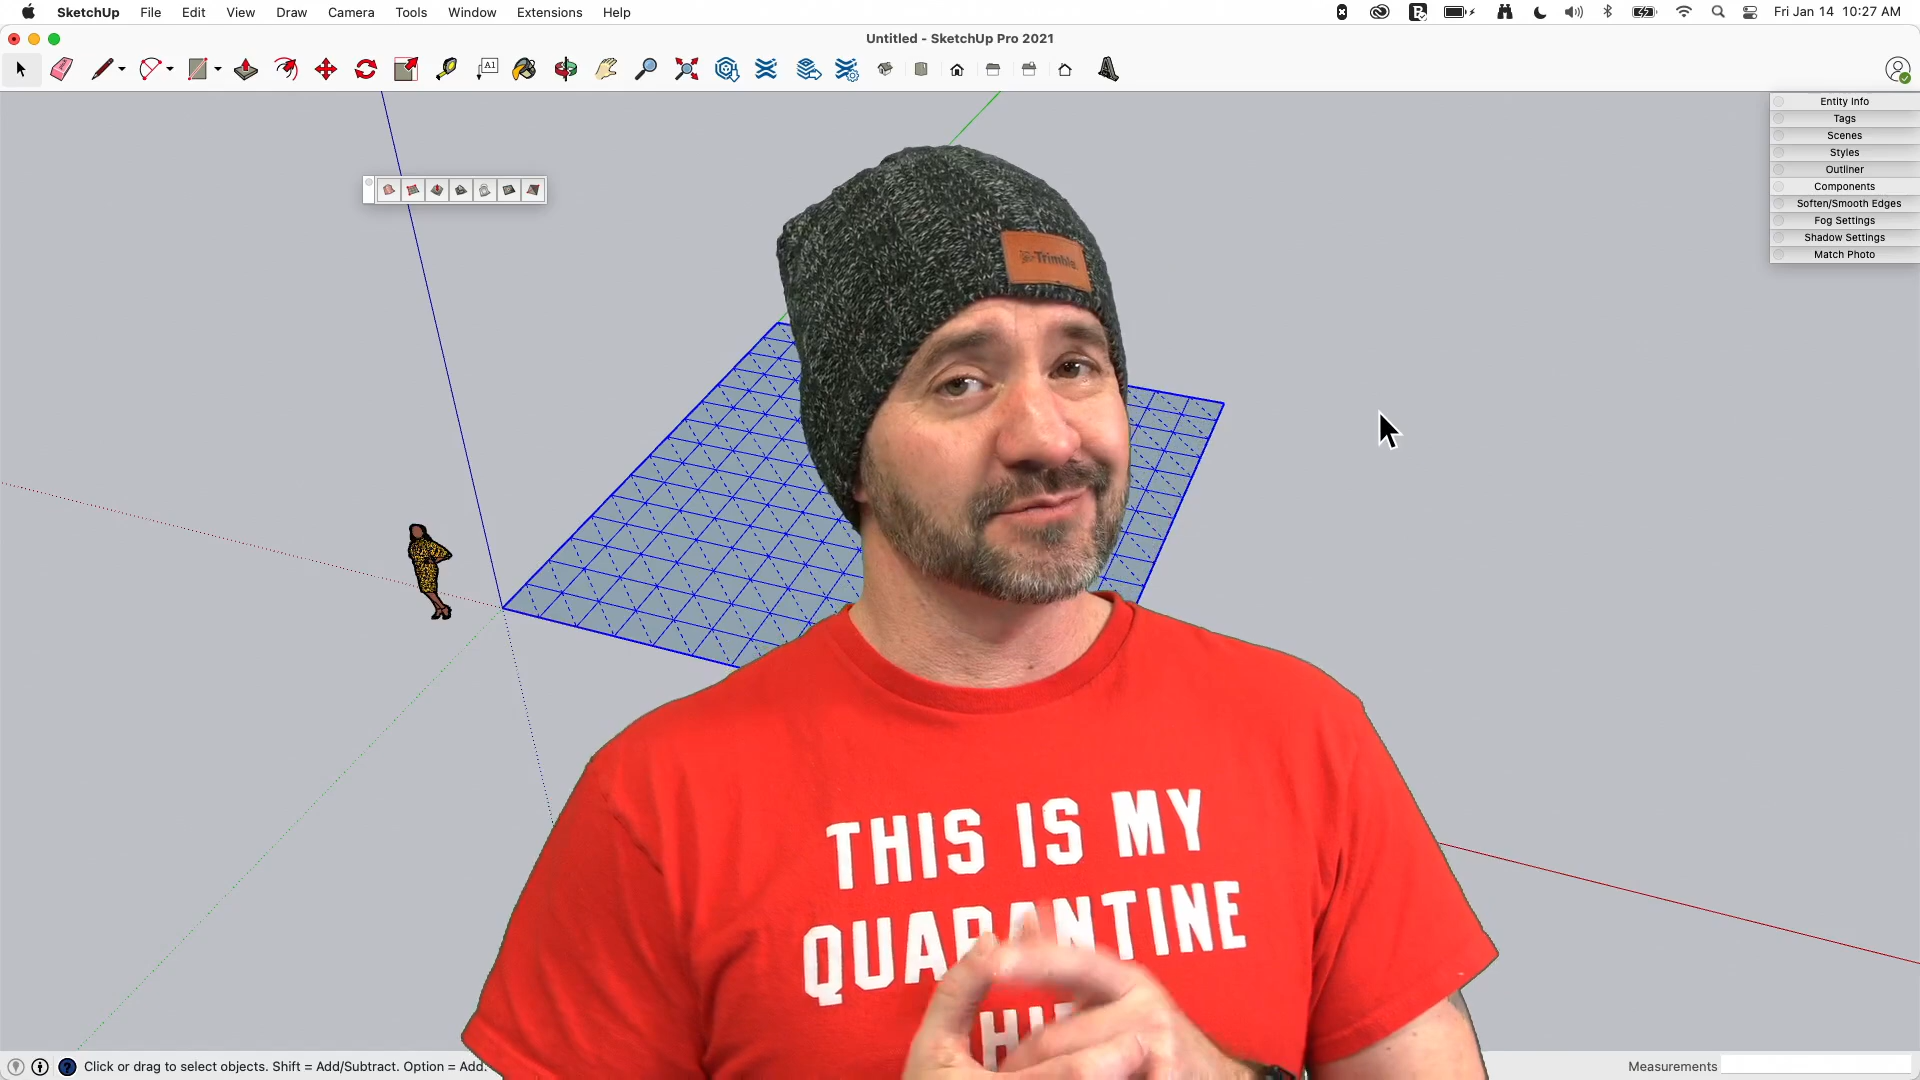 SketchUp File Edit View Draw Camera Tools Window Extensions Help Fri Jan 14 10:27 AM
Untitled - SketchUp Pro 2021
A1
Entity Info
Tags
Scenes
Styles
Outliner
Components
Soften/Smooth Edges
Fog Settings
Shadow Settings
Match Photo
Trimble
THIS IS MY
QUARANTINE
Click or drag to select objects. Shift = Add/Subtract. Option = Add.
Measurements